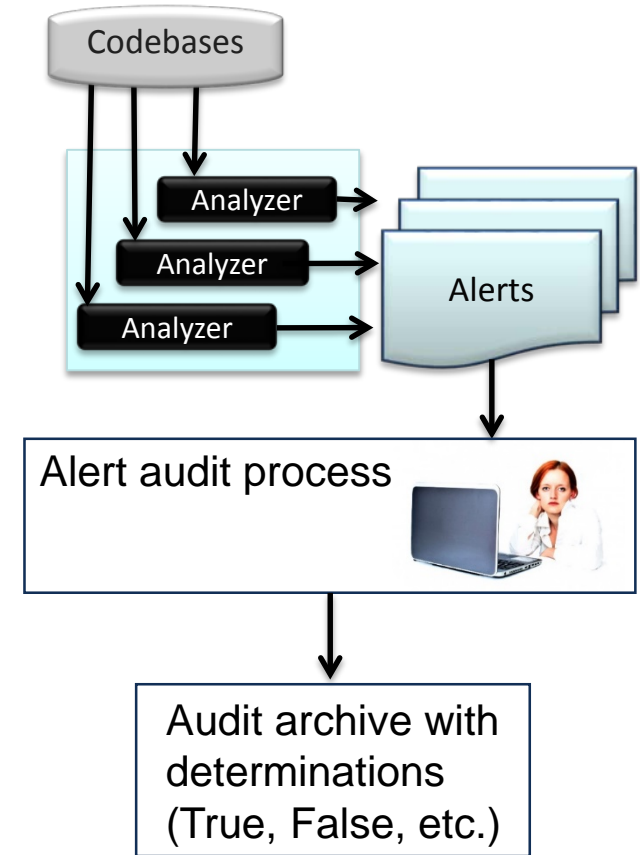 Codebases
Analyzer
Analyzer
Analyzer
Alerts
Alert audit process
Audit archive with
determinations
(True, False, etc.)